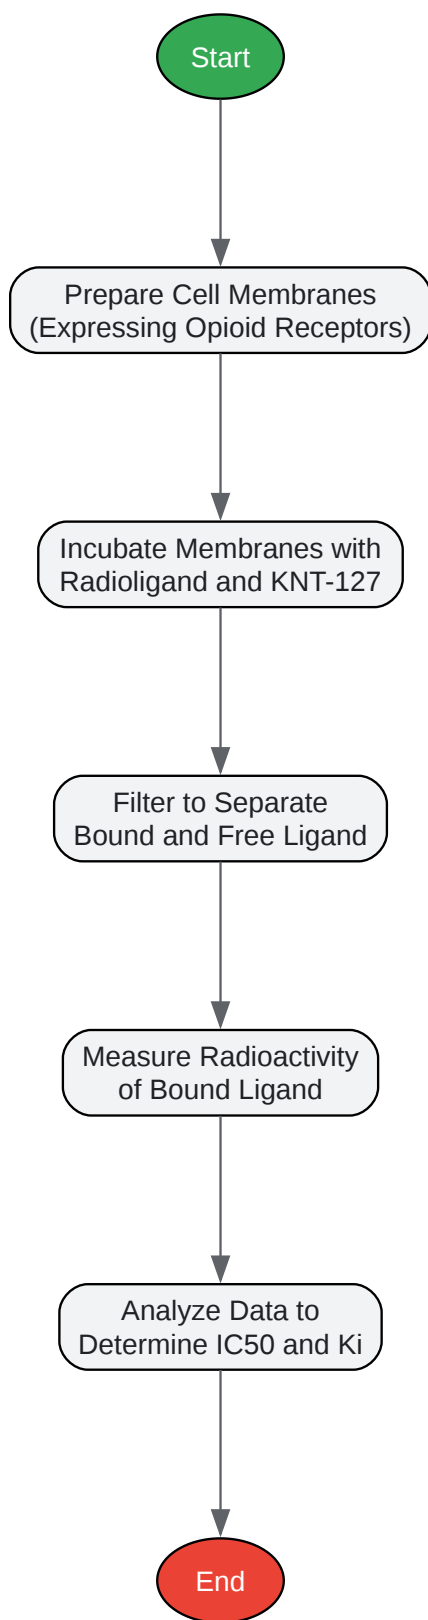 Start
Prepare Cell Membranes
(Expressing Opioid Receptors)
Incubate Membranes with
Radioligand and KNT-127
Filter to Separate
Bound and Free Ligand
Measure Radioactivity
of Bound Ligand
Analyze Data to
Determine IC50 and Ki
End